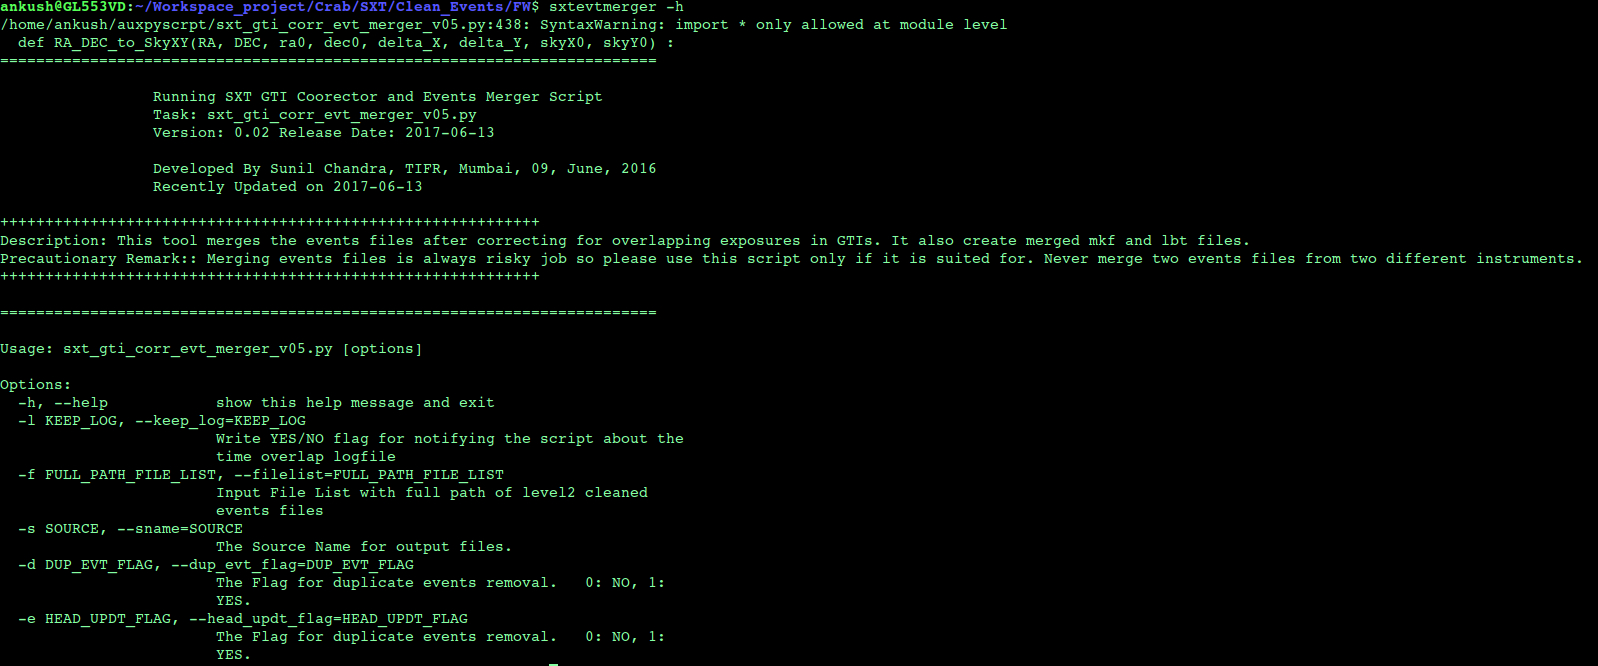 ankush@GL553VD:~/Workspace_project/Crab/SXT/Clean_Events/FW$ sxtevtmerger -h
/home/ankush/auxpyscrpt/sxt_gti_corr_evt_merger_v05.py:438: SyntaxWarning: import * only allowed at module level
  def RA_DEC_to_SkyXY(RA, DEC, ra0, dec0, delta_X, delta_Y, skyX0, skyY0) :
=========================================================================
Running SXT GTI Coorector and Events Merger Script
Task: sxt_gti_corr_evt_merger_v05.py
Version: 0.02 Release Date: 2017-06-13
Developed By Sunil Chandra, TIFR, Mumbai, 09, June, 2016
Recently Updated on 2017-06-13
++++++++++++++++++++++++++++++++++++++++++++++++++++++++++++
Description: This tool merges the events files after correcting for overlapping exposures in GTIs. It also create merged mkf and lbt files.
Precautionary Remark:: Merging events files is always risky job so please use this script only if it is suited for. Never merge two events files from two different instruments.
++++++++++++++++++++++++++++++++++++++++++++++++++++++++++++
=========================================================================
Usage: sxt_gti_corr_evt_merger_v05.py [options]
Options:
  -h, --help            show this help message and exit
  -l KEEP_LOG, --keep_log=KEEP_LOG
                        Write YES/NO flag for notifying the script about the
                        time overlap logfile
  -f FULL_PATH_FILE_LIST, --filelist=FULL_PATH_FILE_LIST
                        Input File List with full path of level2 cleaned
                        events files
  -s SOURCE, --sname=SOURCE
                        The Source Name for output files.
  -d DUP_EVT_FLAG, --dup_evt_flag=DUP_EVT_FLAG
                        The Flag for duplicate events removal.   0: NO, 1:
                        YES.
  -e HEAD_UPDT_FLAG, --head_updt_flag=HEAD_UPDT_FLAG
                        The Flag for duplicate events removal.   0: NO, 1:
                        YES.